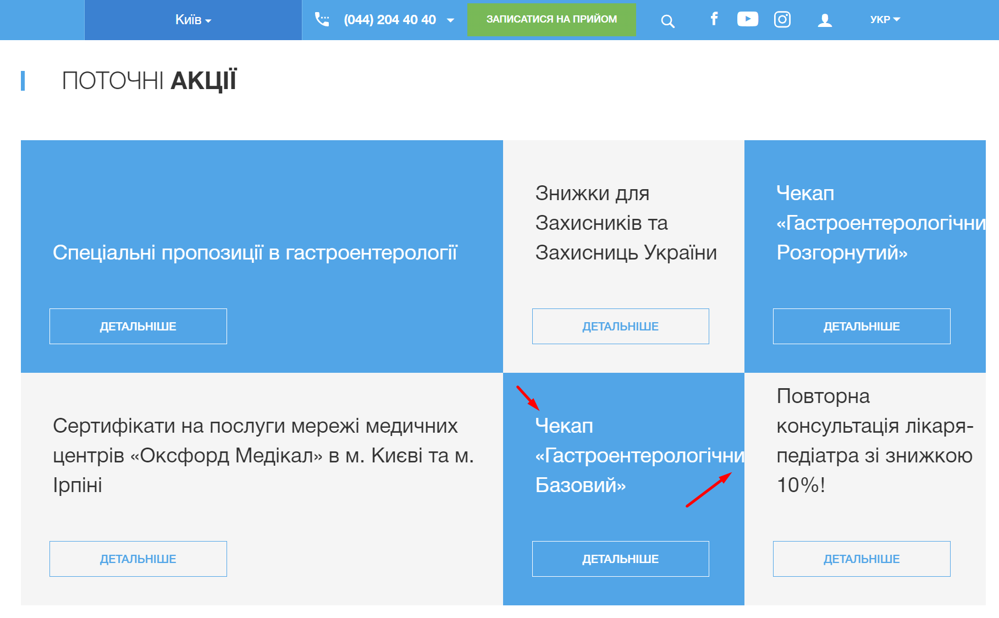 Київ
(044) 204 40 40
ЗАПИСАТИСЯ НА ПРИЙОМ
УКР
ПОТОЧНІ АКЦІЇ
Спеціальні пропозиції в гастроентерології
ДЕТАЛЬНІШЕ
Знижки для
Захисників та
Захисниць України
ДЕТАЛЬНІШЕ
Чекап
«Гастроентерологічни
Розгорнутий»
ДЕТАЛЬНІШЕ
Сертифікати на послуги мережі медичних
центрів «Оксфорд Медікал» в м. Києві та м.
Ірпіні
ДЕТАЛЬНІШЕ
Чекап
«Гастроентерологічни
Базовий»
ДЕТАЛЬНІШЕ
Повторна
консультація лікаря-
педіатра зі знижкою
10%!
ДЕТАЛЬНІШЕ